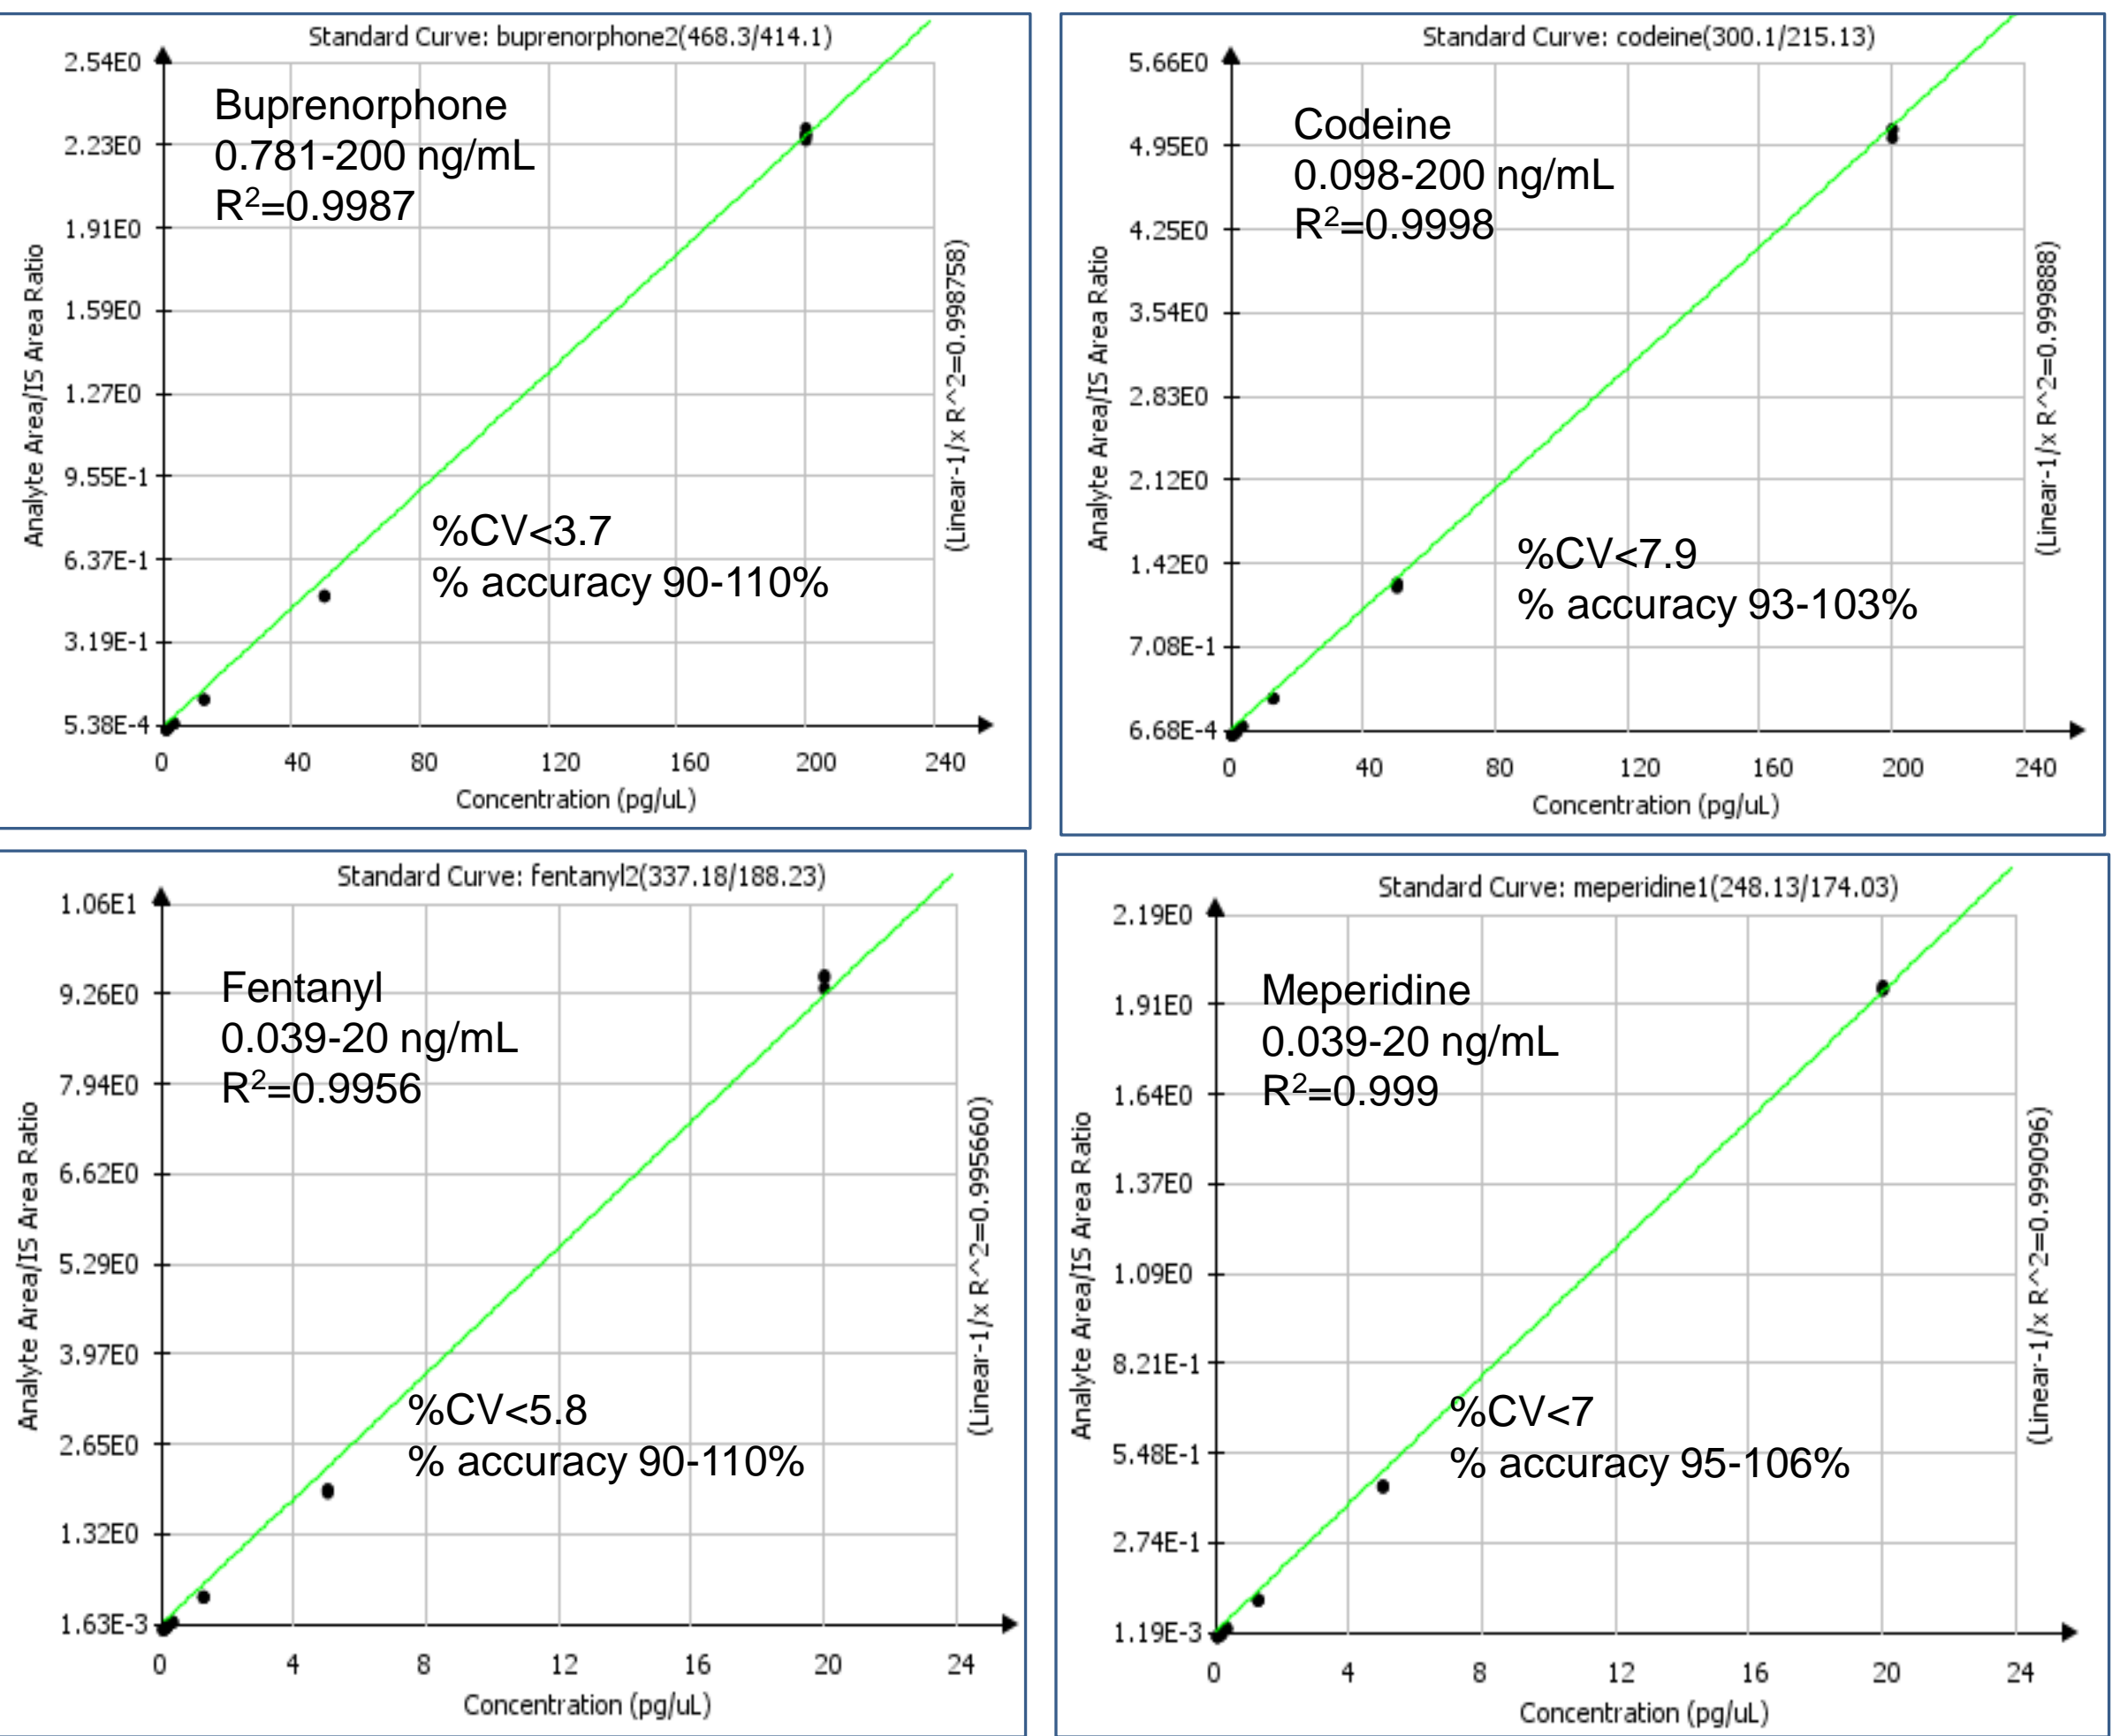 Standard Curve: buprenorphone2(468.3/414.1)
2.54E0
2.23E0
1.91E0
1.59E0
1.27E0
9.55E-1
6.37E-1
3.19E-1
5.38E-4
Analyte Area/IS Area Ratio
Buprenorphone
0.781-200 ng/mL
R²=0.9987
%CV<3.7
% accuracy 90-110%
(Linear-1/x R^2=0.998758)
0 40 80 120 160 200 240
Concentration (pg/uL)
Standard Curve: codeine(300.1/215.13)
5.66E0
4.95E0
4.25E0
3.54E0
2.83E0
2.12E0
1.42E0
7.08E-1
6.68E-4
Analyte Area/IS Area Ratio
Codeine
0.098-200 ng/mL
R²=0.9998
%CV<7.9
% accuracy 93-103%
(Linear-1/x R^2=0.999888)
0 40 80 120 160 200 240
Concentration (pg/uL)
Standard Curve: fentanyl2(337.18/188.23)
1.06E1
9.26E0
7.94E0
6.62E0
5.29E0
3.97E0
2.65E0
1.32E0
1.63E-3
Analyte Area/IS Area Ratio
Fentanyl
0.039-20 ng/mL
R²=0.9956
%CV<5.8
% accuracy 90-110%
(Linear-1/x R^2=0.995660)
0 4 8 12 16 20 24
Concentration (pg/uL)
Standard Curve: meperidine1(248.13/174.03)
2.19E0
1.91E0
1.64E0
1.37E0
1.09E0
8.21E-1
5.48E-1
2.74E-1
1.19E-3
Analyte Area/IS Area Ratio
Meperidine
0.039-20 ng/mL
R²=0.999
%CV<7
% accuracy 95-106%
(Linear-1/x R^2=0.999096)
0 4 8 12 16 20 24
Concentration (pg/uL)